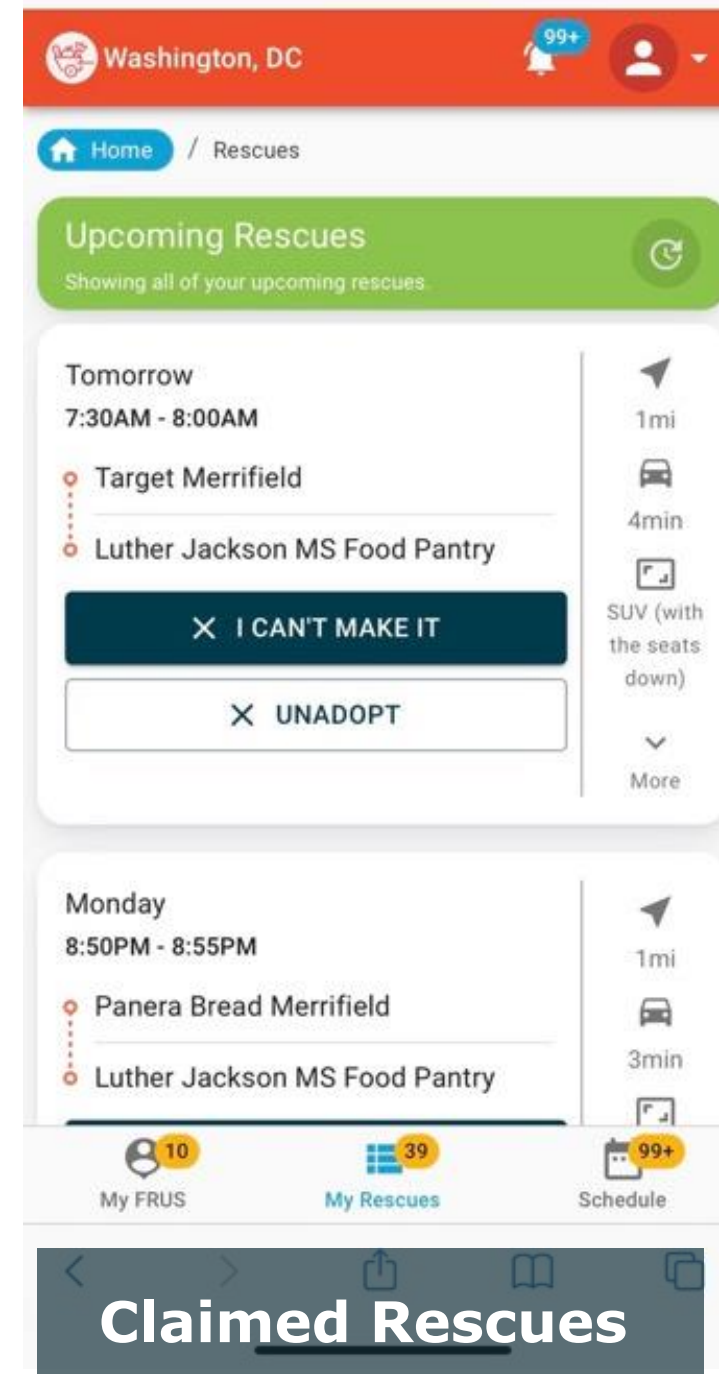 Washington, DC
99+
Home / Rescues
Upcoming Rescues
Showing all of your upcoming rescues.
Tomorrow
7:30AM - 8:00AM
Target Merrifield
Luther Jackson MS Food Pantry
I CAN'T MAKE IT
UNADOPT
1mi
4min
SUV (with
the seats
down)
More
Monday
8:50PM - 8:55PM
Panera Bread Merrifield
Luther Jackson MS Food Pantry
1mi
3min
10
My FRUS
39
My Rescues
99+
Schedule
Claimed Rescues